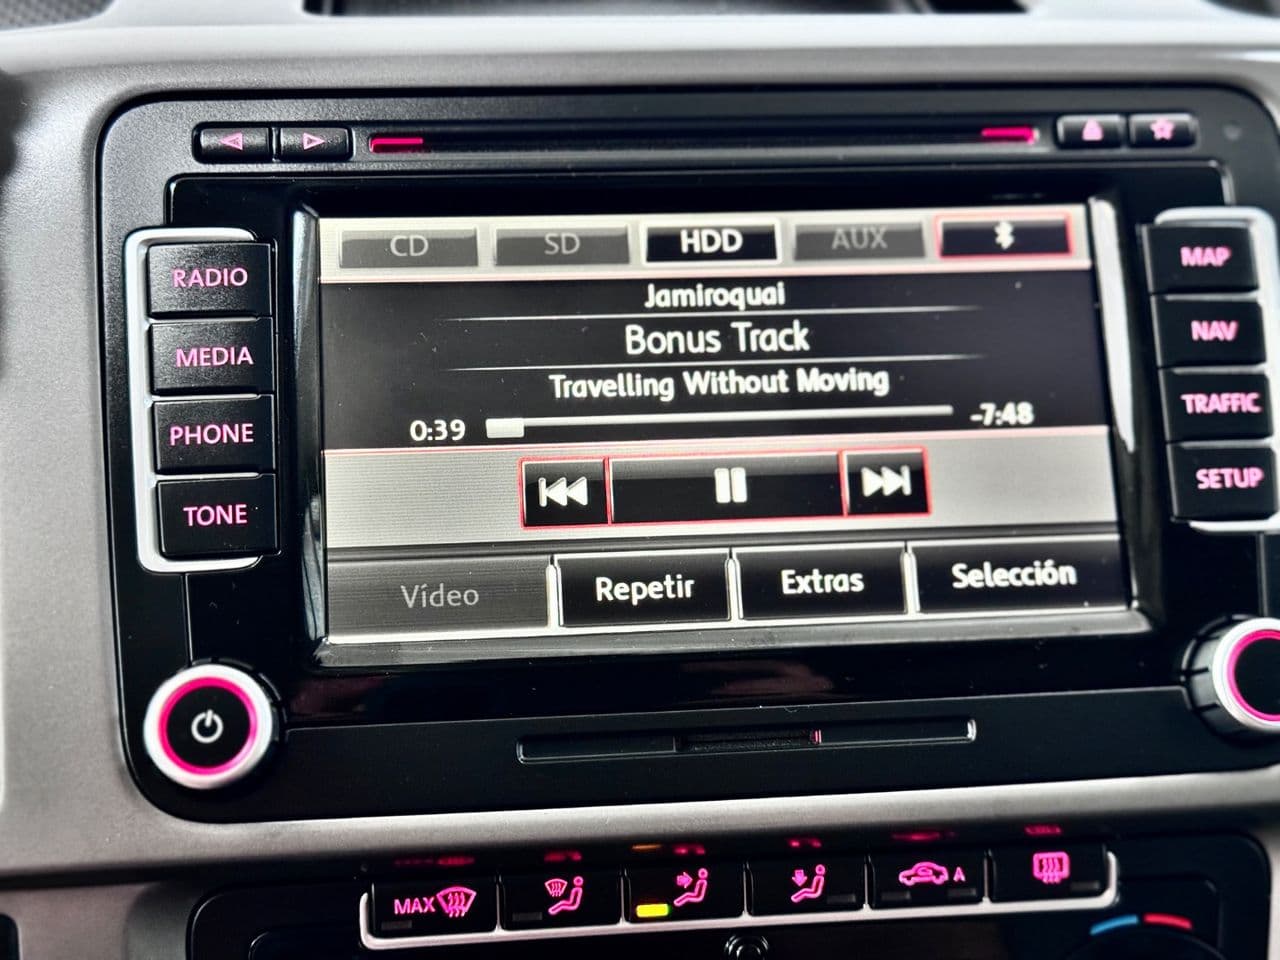 CD SD HDD AUX
RADIO
MEDIA
PHONE
TONE
Jamiroquai
Bonus Track
Travelling Without Moving
0:39 -7:48
Vídeo Repetir Extras Selección
MAP
NAV
TRAFFIC
SETUP
MAX A